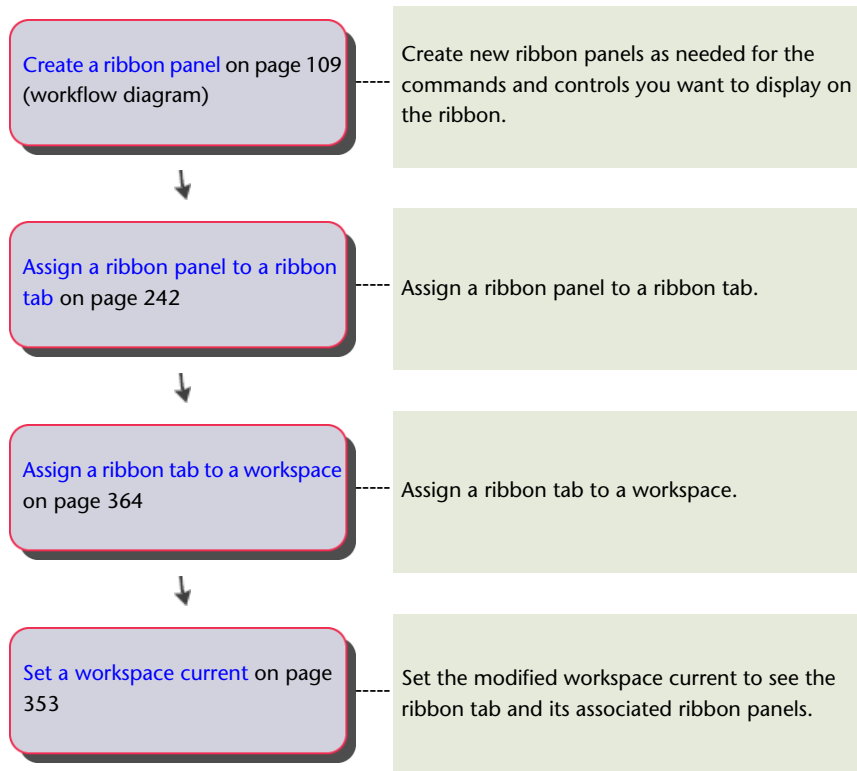 Create a ribbon panel on page 109
(workflow diagram)
Create new ribbon panels as needed for the
commands and controls you want to display on
the ribbon.
Assign a ribbon panel to a ribbon
tab on page 242
Assign a ribbon panel to a ribbon tab.
Assign a ribbon tab to a workspace
on page 364
Assign a ribbon tab to a workspace.
Set a workspace current on page
353
Set the modified workspace current to see the
ribbon tab and its associated ribbon panels.